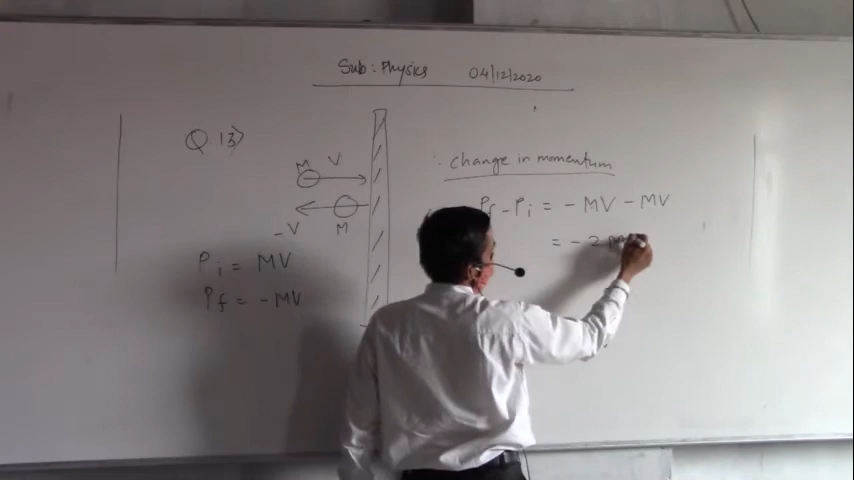 Sub: Physics 04/12/2020
Q. 13>
M V
-V M
Pi = MV
Pf = -MV
∴ Change in momentum
Pf - Pi = - MV - MV
= - 2